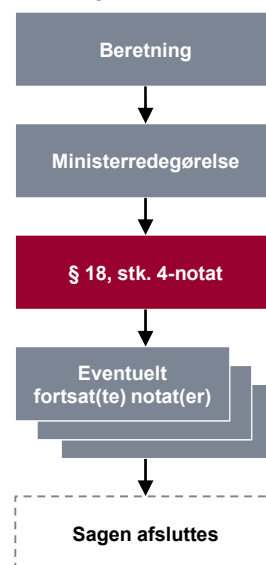 Beretning
Ministerredegørelse
§ 18, stk. 4-notat
Eventuelt
fortsat(te) notat(er)
Sagen afsluttes